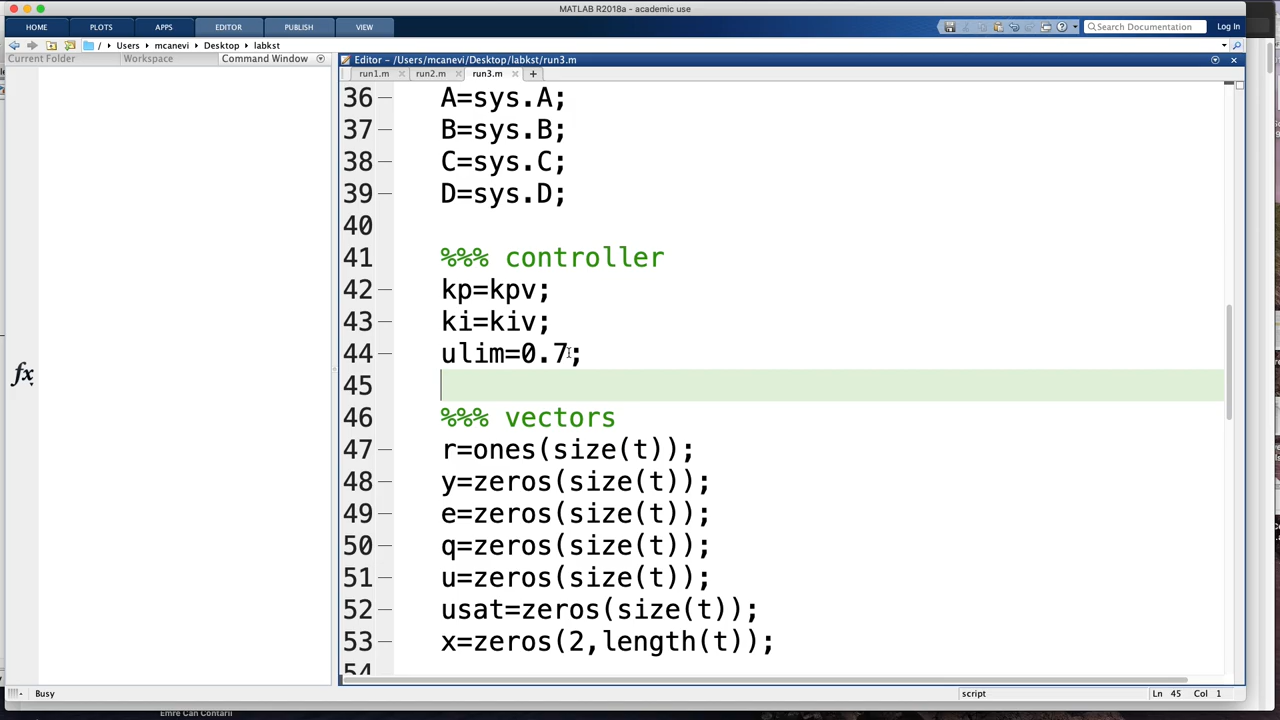 MATLAB R2018a - academic use
HOME PLOTS APPS EDITOR PUBLISH VIEW Search Documentation Log In
/ Users mcanevi Desktop labkst
Current Folder Workspace Command Window Editor - /Users/mcanevi/Desktop/labkst/run3.m
run1.m run2.m run3.m
36 A=sys.A;
37 B=sys.B;
38 C=sys.C;
39 D=sys.D;
40
41 %%% controller
42 kp=kpv;
43 ki=kiv;
44 ulim=0.7;
45
46 %%% vectors
47 r=ones(size(t));
48 y=zeros(size(t));
49 e=zeros(size(t));
50 q=zeros(size(t));
51 u=zeros(size(t));
52 usat=zeros(size(t));
53 x=zeros(2,length(t));
54
fx
Busy script Ln 45 Col 1
Emre Can Contarli